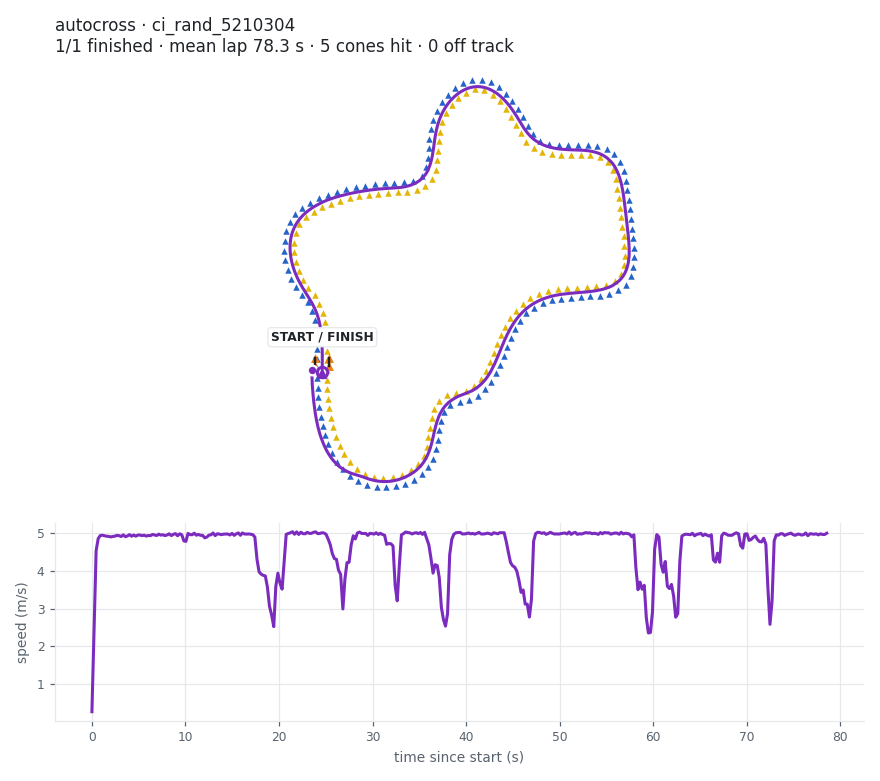 autocross · ci_rand_5210304
1/1 finished · mean lap 78.3 s · 5 cones hit · 0 off track
START / FINISH
5
4
3
2
1
speed (m/s)
0 10 20 30 40 50 60 70 80
time since start (s)